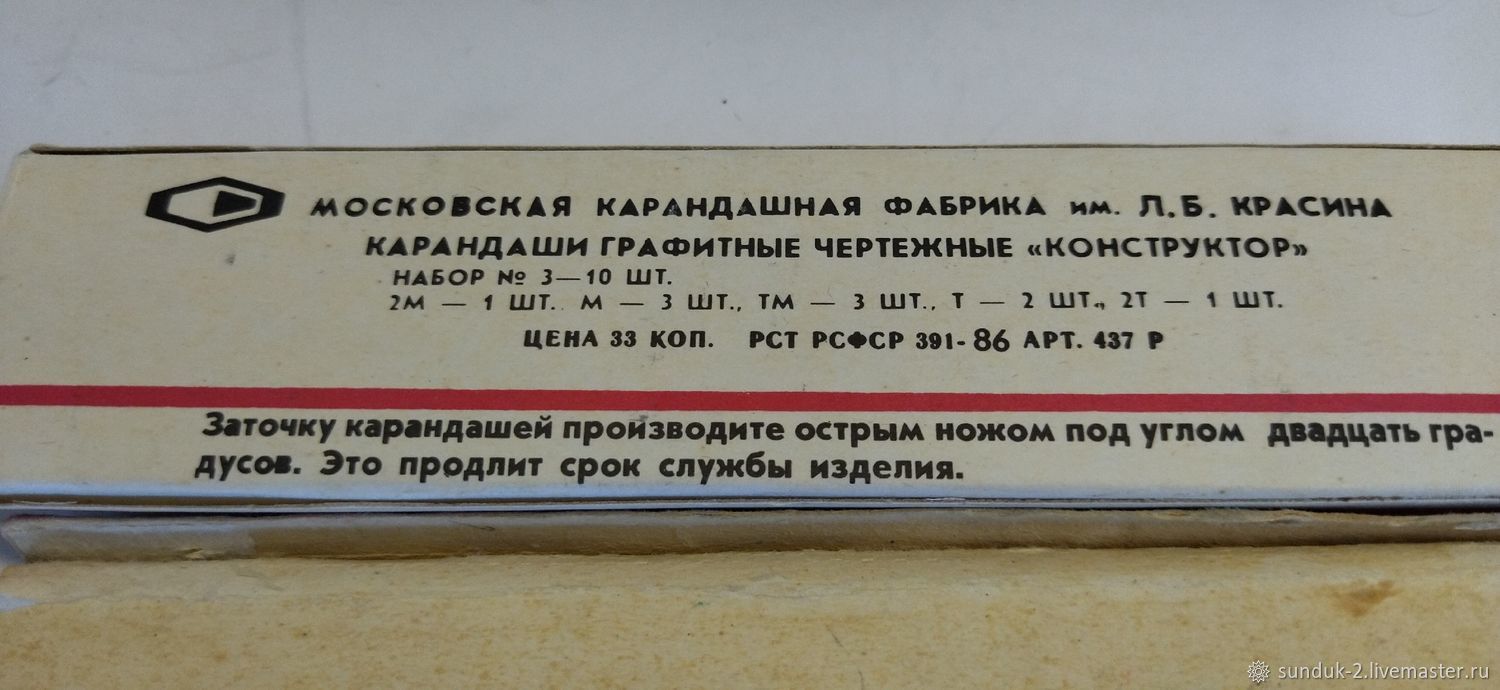 МОСКОВСКАЯ КАРАНДАШНАЯ ФАБРИКА им. Л.Б. КРАСИНА
КАРАНДАШИ ГРАФИТНЫЕ ЧЕРТЕЖНЫЕ «КОНСТРУКТОР»
НАБОР № 3—10 ШТ.
2М — 1 ШТ. М — 3 ШТ., ТМ — 3 ШТ., Т — 2 ШТ., 2Т — 1 ШТ.
ЦЕНА 33 КОП. РСТ РСФСР 391-86 АРТ. 437 Р
Заточку карандашей производите острым ножом под углом двадцать гра-
дусов. Это продлит срок службы изделия.
sunduk-2.livemaster.ru